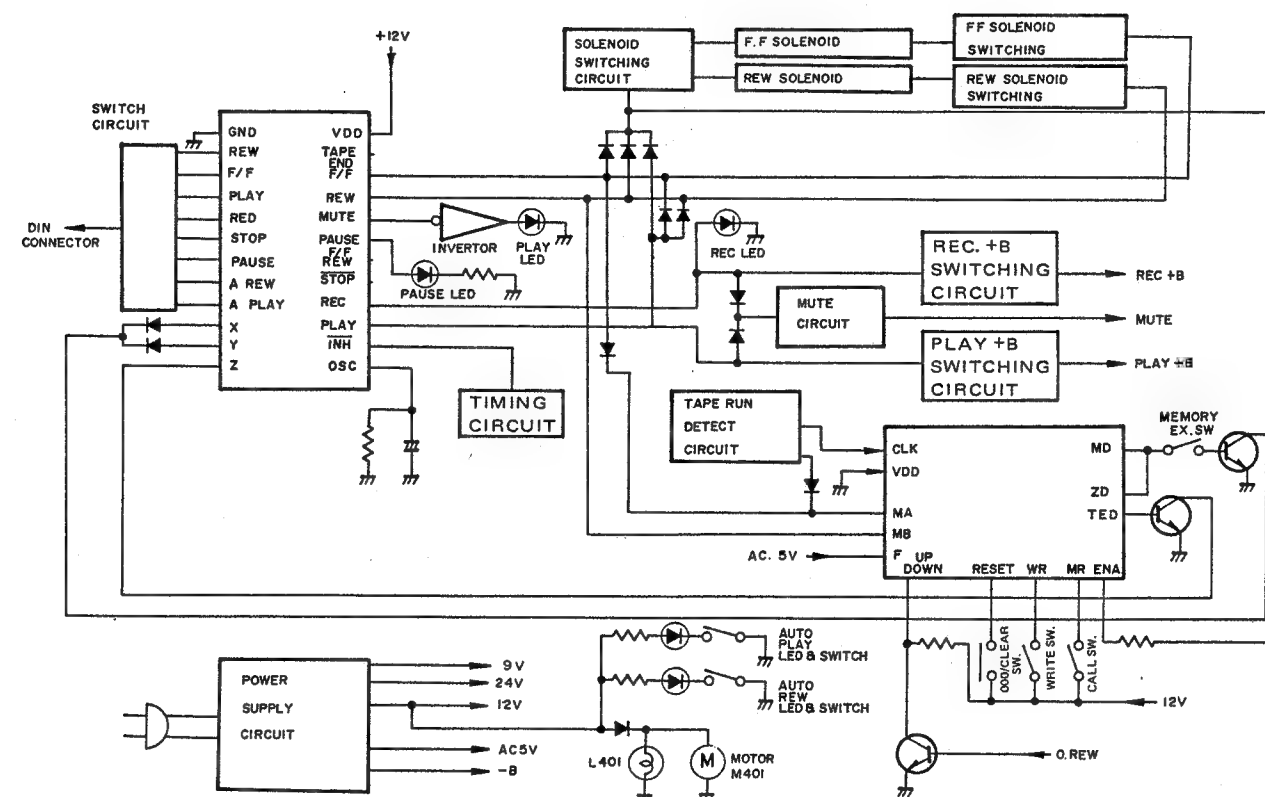 +12V
SOLENOID
SWITCHING
CIRCUIT
F.F SOLENOID
FF SOLENOID
SWITCHING
REW SOLENOID
REW SOLENOID
SWITCHING
SWITCH
CIRCUIT
GND
REW
F/F
PLAY
RED
STOP
PAUSE
A REW
A PLAY
X
Y
Z
VDD
TAPE
END
F/F
REW
MUTE
PAUSE
F/F
REW
STOP
REC
PLAY
INH
OSC
DIN
CONNECTOR
INVERTOR
PLAY
LED
PAUSE LED
REC LED
REC. +B
SWITCHING
CIRCUIT
REC +B
MUTE
CIRCUIT
MUTE
PLAY +B
SWITCHING
CIRCUIT
PLAY +B
TIMING
CIRCUIT
TAPE RUN
DETECT
CIRCUIT
MEMORY
EX. SW
CLK
VDD
MA
MB
F
UP
DOWN
RESET
WR
MR
ENA
MD
ZD
TED
AC. 5V
000/CLEAR
SW.
WRITE SW.
CALL SW.
12V
O.REW
POWER
SUPPLY
CIRCUIT
9V
24V
12V
AC5V
-B
AUTO
PLAY
LED & SWITCH
AUTO
REW
LED & SWITCH
L401
M
MOTOR
M401